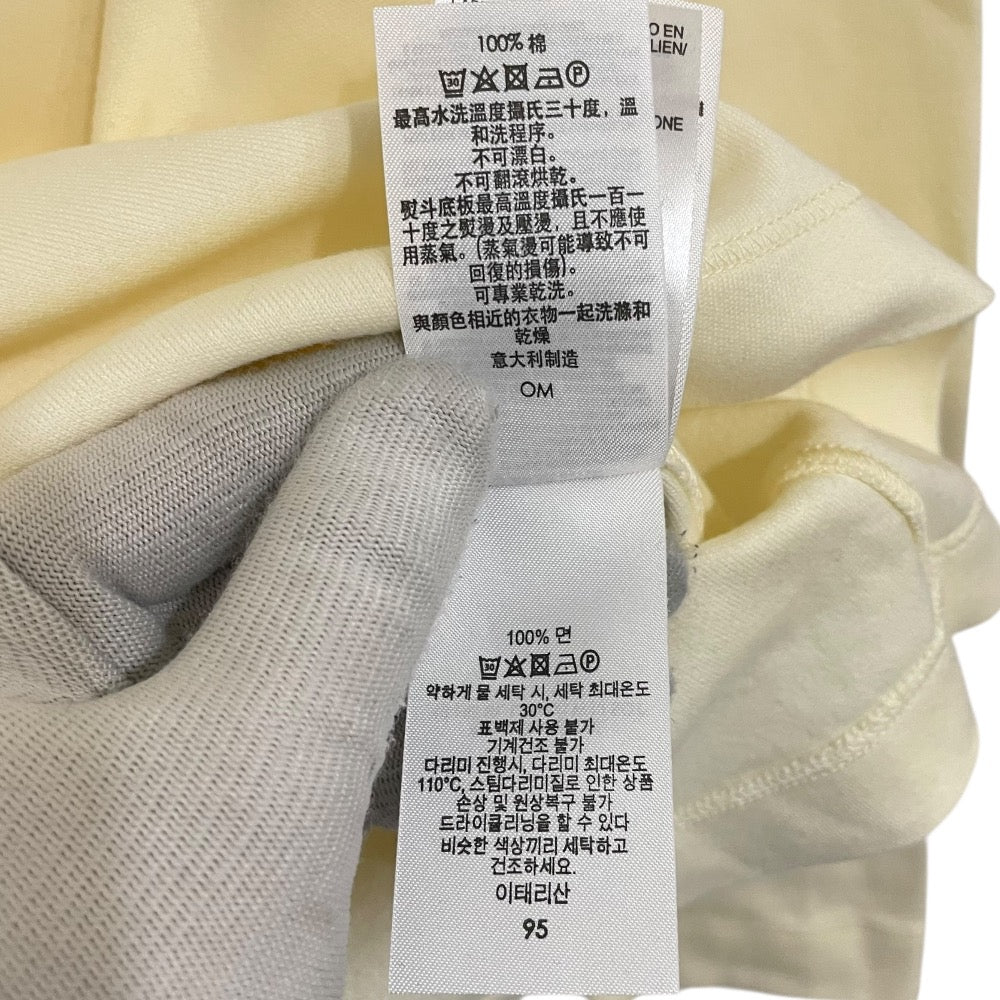 100% 棉
30 P
最高水洗溫度攝氏三十度，溫
和洗程序。
不可漂白。
不可翻滾烘乾。
熨斗底板最高溫度攝氏一百一
十度之熨燙及壓燙，且不應使
用蒸氣。(蒸氣燙可能導致不可
回復的損傷)。
可專業乾洗。
與顏色相近的衣物一起洗滌和
乾燥
意大利制造
OM
O EN
LIEN/
ONE
100% 면
30 P
약하게 물 세탁 시, 세탁 최대온도
30°C
표백제 사용 불가
기계건조 불가
다리미 진행시, 다리미 최대온도
110°C, 스팀다리미질로 인한 상품
손상 및 원상복구 불가
드라이클리닝을 할 수 있다
비슷한 색상끼리 세탁하고
건조하세요.
이태리산
95